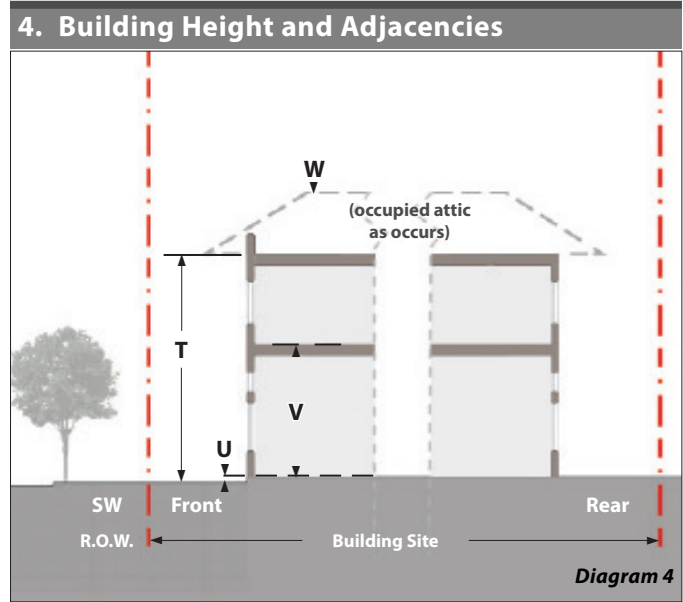 4. Building Height and Adjacencies
W
(occupied attic
as occurs)
T
V
U
SW Front Rear
R.O.W. Building Site
Diagram 4